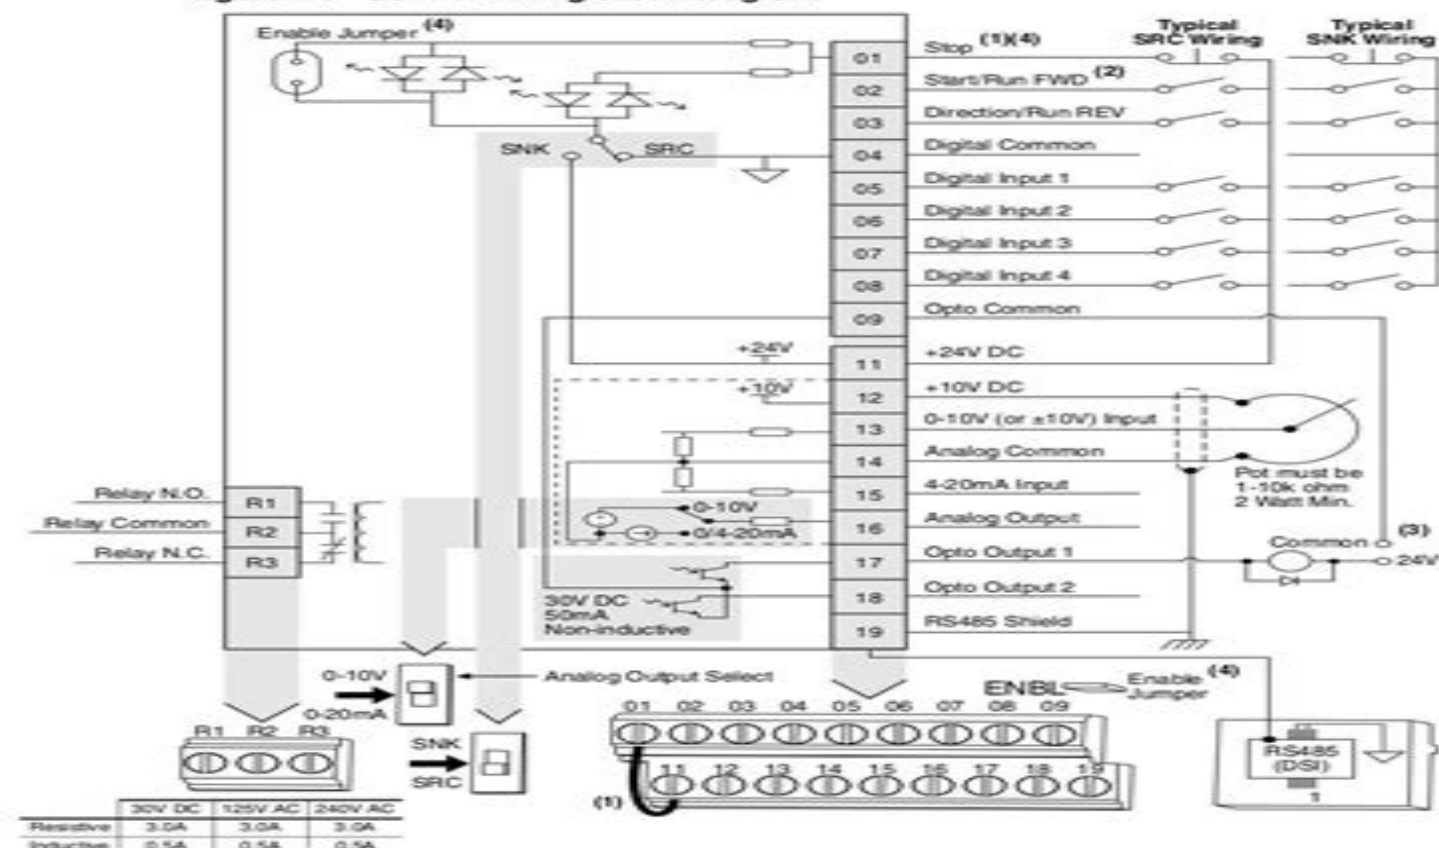 Enable Jumper (4)
Typical
SRC Wiring
Typical
SNK Wiring
01 Stop (1)(4)
02 Start/Run FWD (2)
03 Direction/Run REV
SNK SRC
04 Digital Common
05 Digital Input 1
06 Digital Input 2
07 Digital Input 3
08 Digital Input 4
09 Opto Common
+24V 11 +24V DC
+10V 12 +10V DC
13 0-10V (or ±10V) Input
14 Analog Common
15 4-20mA Input
Pot must be
1-10k ohm
2 Watt Min.
0-10V
16 Analog Output
0/4-20mA
17 Opto Output 1
Common (3)
24V
18 Opto Output 2
30V DC
50mA
Non-inductive
19 RS485 Shield
Relay N.O. R1
Relay Common R2
Relay N.C. R3
0-10V
0-20mA
Analog Output Select
SNK
SRC
ENBL
Enable (4)
Jumper
R1 R2 R3
01 02 03 04 05 06 07 08 09
11 12 13 14 15 16 17 18 19
(1)
RS485
(DSI)
1
30V DC 125V AC 240V AC
Resistive 3.0A 3.0A 3.0A
Inductive 0.5A 0.5A 0.5A